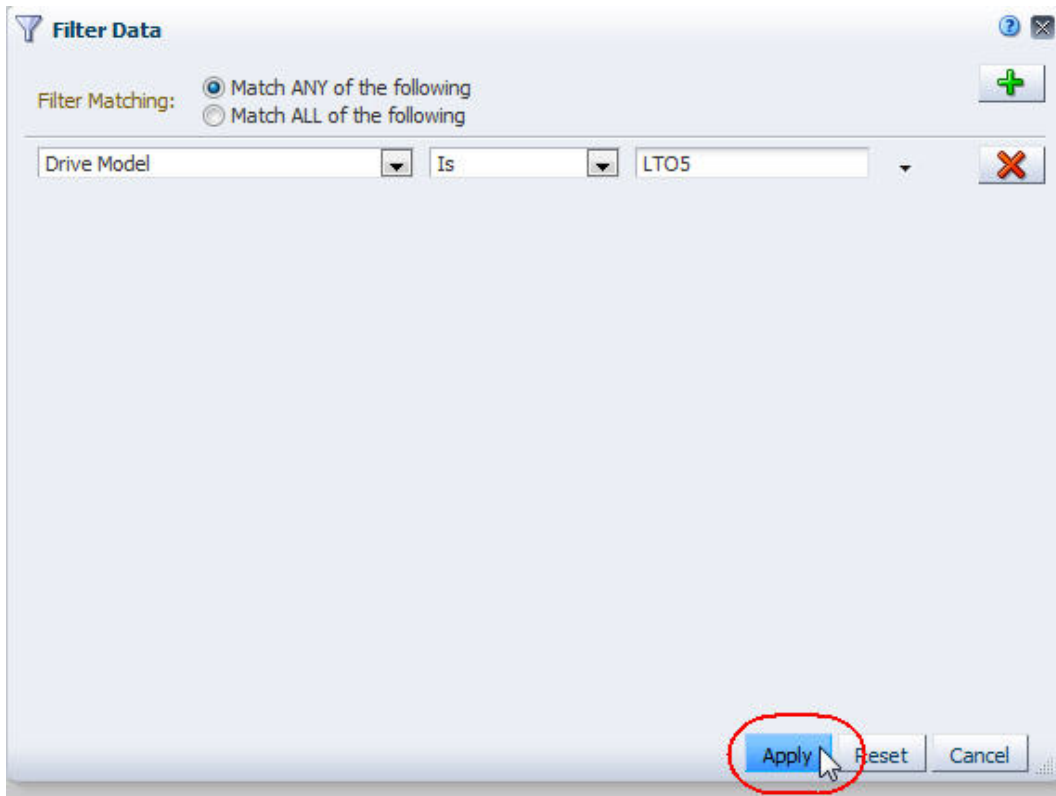 Filter Data
Filter Matching:
Match ANY of the following
Match ALL of the following
Drive Model Is LTO5
Apply Reset Cancel